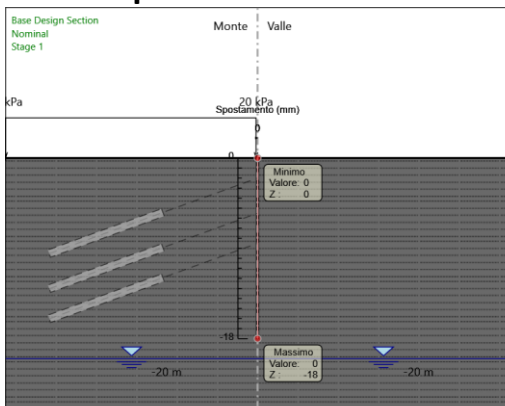 Base Design Section
Nominal
Stage 1
Monte
Valle
kPa
20 kPa
Spostamento (mm)
0
0
Minimo
Valore: 0
Z : 0
-18
Massimo
Valore: 0
Z : -18
-20 m
-20 m